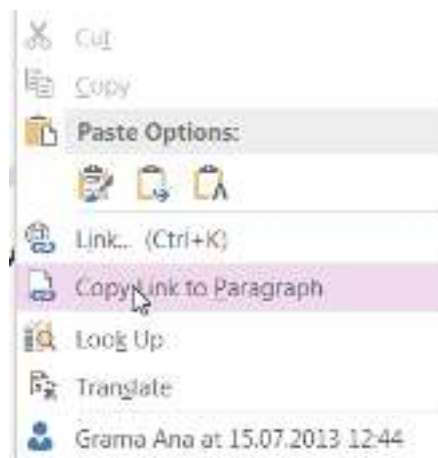 Cut
Copy
Paste Options:
A
Link... (Ctrl+K)
Copy Link to Paragraph
Look Up
Translate
Grama Ana at 15.07.2013 12:44